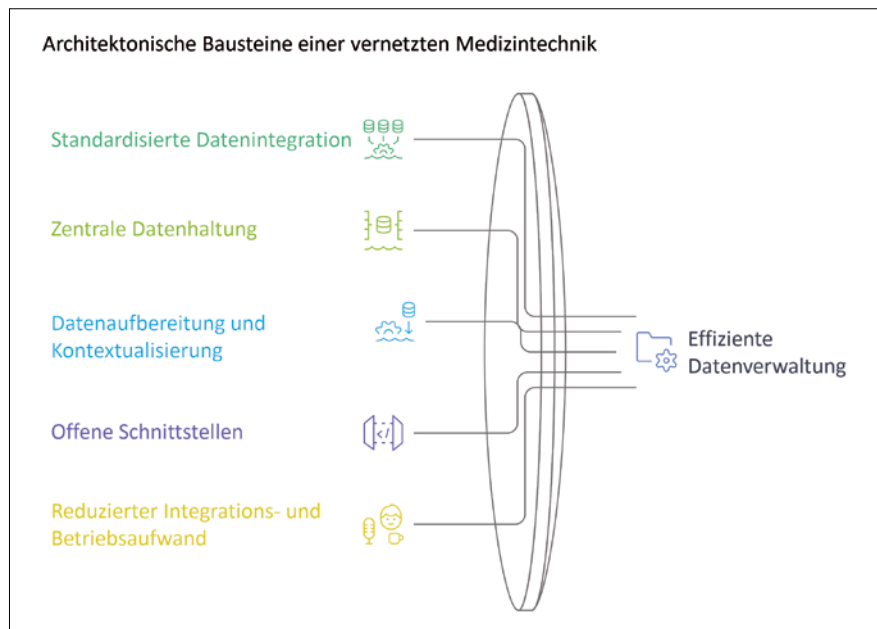 Architektonische Bausteine einer vernetzten Medizintechnik
Standardisierte Datenintegration
Zentrale Datenhaltung
Datenaufbereitung und
Kontextualisierung
Offene Schnittstellen
</>
Reduzierter Integrations- und
Betriebsaufwand
Effiziente
Datenverwaltung